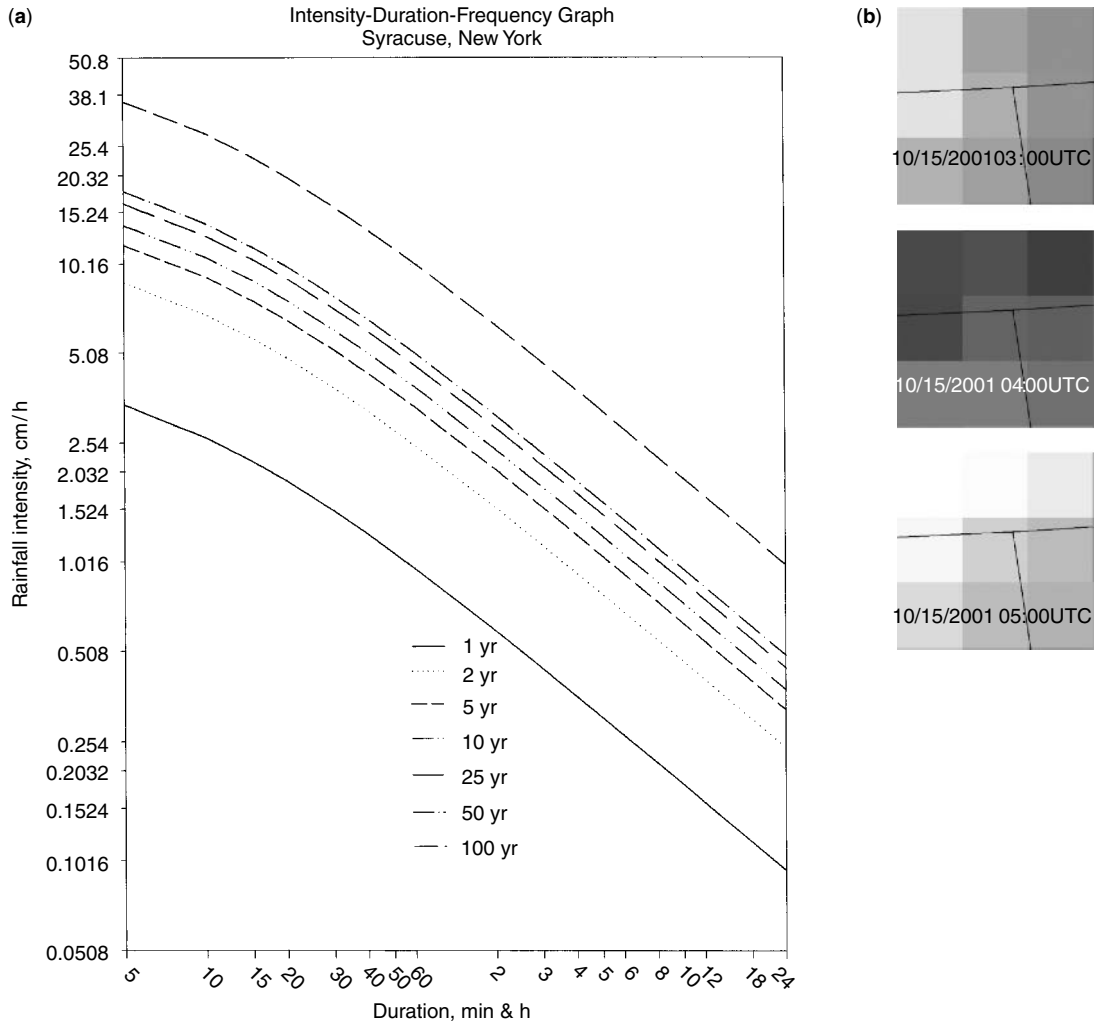 (a)
Intensity-Duration-Frequency Graph
Syracuse, New York
50.8
38.1
25.4
20.32
15.24
10.16
5.08
2.54
2.032
1.524
1.016
0.508
0.254
0.2032
0.1524
0.1016
0.0508
Rainfall intensity, cm/h
1 yr
2 yr
5 yr
10 yr
25 yr
50 yr
100 yr
5 10 15 20 30 40 50 60 2 3 4 5 6 8 10 12 18 24
Duration, min & h
(b)
10/15/200103:00UTC
10/15/2001 04:00UTC
10/15/2001 05:00UTC